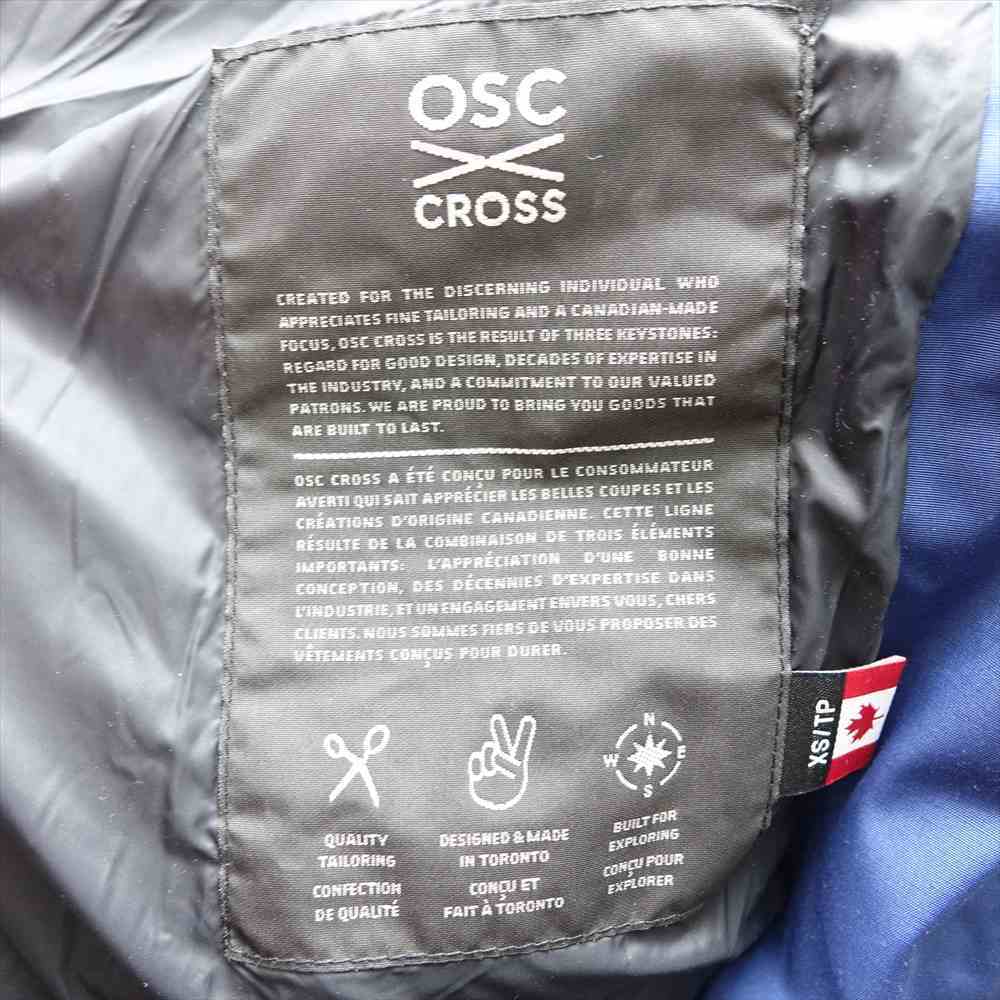 OSC
CROSS
CREATED FOR THE DISCERNING INDIVIDUAL WHO
APPRECIATES FINE TAILORING AND A CANADIAN-MADE
FOCUS, OSC CROSS IS THE RESULT OF THREE KEYSTONES:
REGARD FOR GOOD DESIGN, DECADES OF EXPERTISE IN
THE INDUSTRY, AND A COMMITMENT TO OUR VALUED
PATRONS. WE ARE PROUD TO BRING YOU GOODS THAT
ARE BUILT TO LAST.
OSC CROSS A ÉTÉ CONÇU POUR LE CONSOMMATEUR
AVERTI QUI SAIT APPRÉCIER LES BELLES COUPES ET LES
CRÉATIONS D'ORIGINE CANADIENNE. CETTE LIGNE
RÉSULTE DE LA COMBINAISON DE TROIS ÉLÉMENTS
IMPORTANTS: L'APPRÉCIATION D'UNE BONNE
CONCEPTION, DES DÉCENNIES D'EXPERTISE DANS
L'INDUSTRIE, ET UN ENGAGEMENT ENVERS VOUS, CHERS
CLIENTS. NOUS SOMMES FIERS DE VOUS PROPOSER DES
VÊTEMENTS CONÇUS POUR DURER.
XS/TP
N
W E
S
QUALITY
TAILORING
CONFECTION
DE QUALITÉ
DESIGNED & MADE
IN TORONTO
CONÇU ET
FAIT À TORONTO
BUILT FOR
EXPLORING
CONÇU POUR
EXPLORER